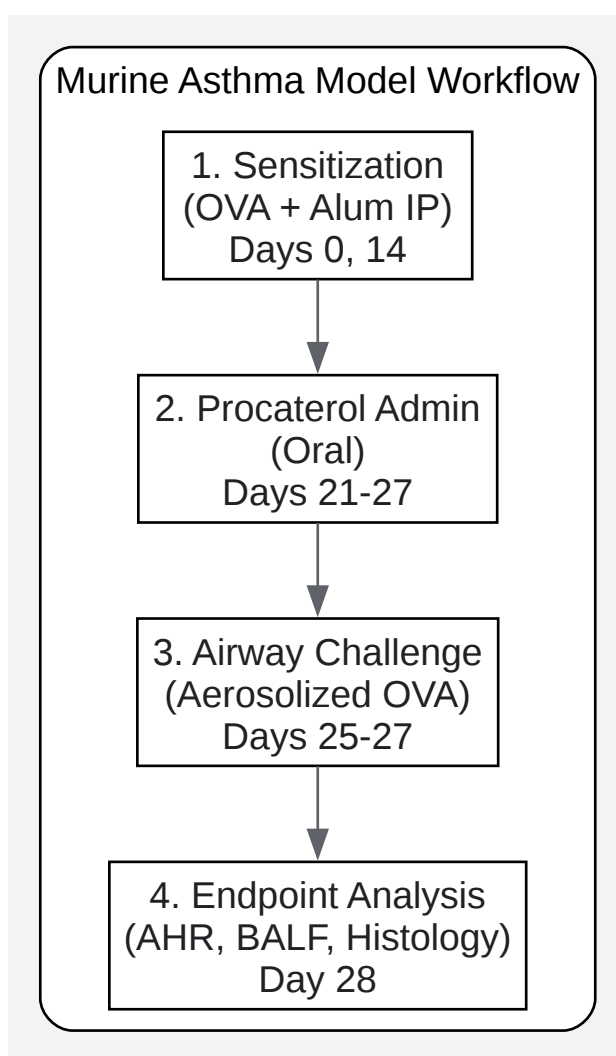 Murine Asthma Model Workflow
1. Sensitization
(OVA + Alum IP)
Days 0, 14
2. Procaterol Admin
(Oral)
Days 21-27
3. Airway Challenge
(Aerosolized OVA)
Days 25-27
4. Endpoint Analysis
(AHR, BALF, Histology)
Day 28